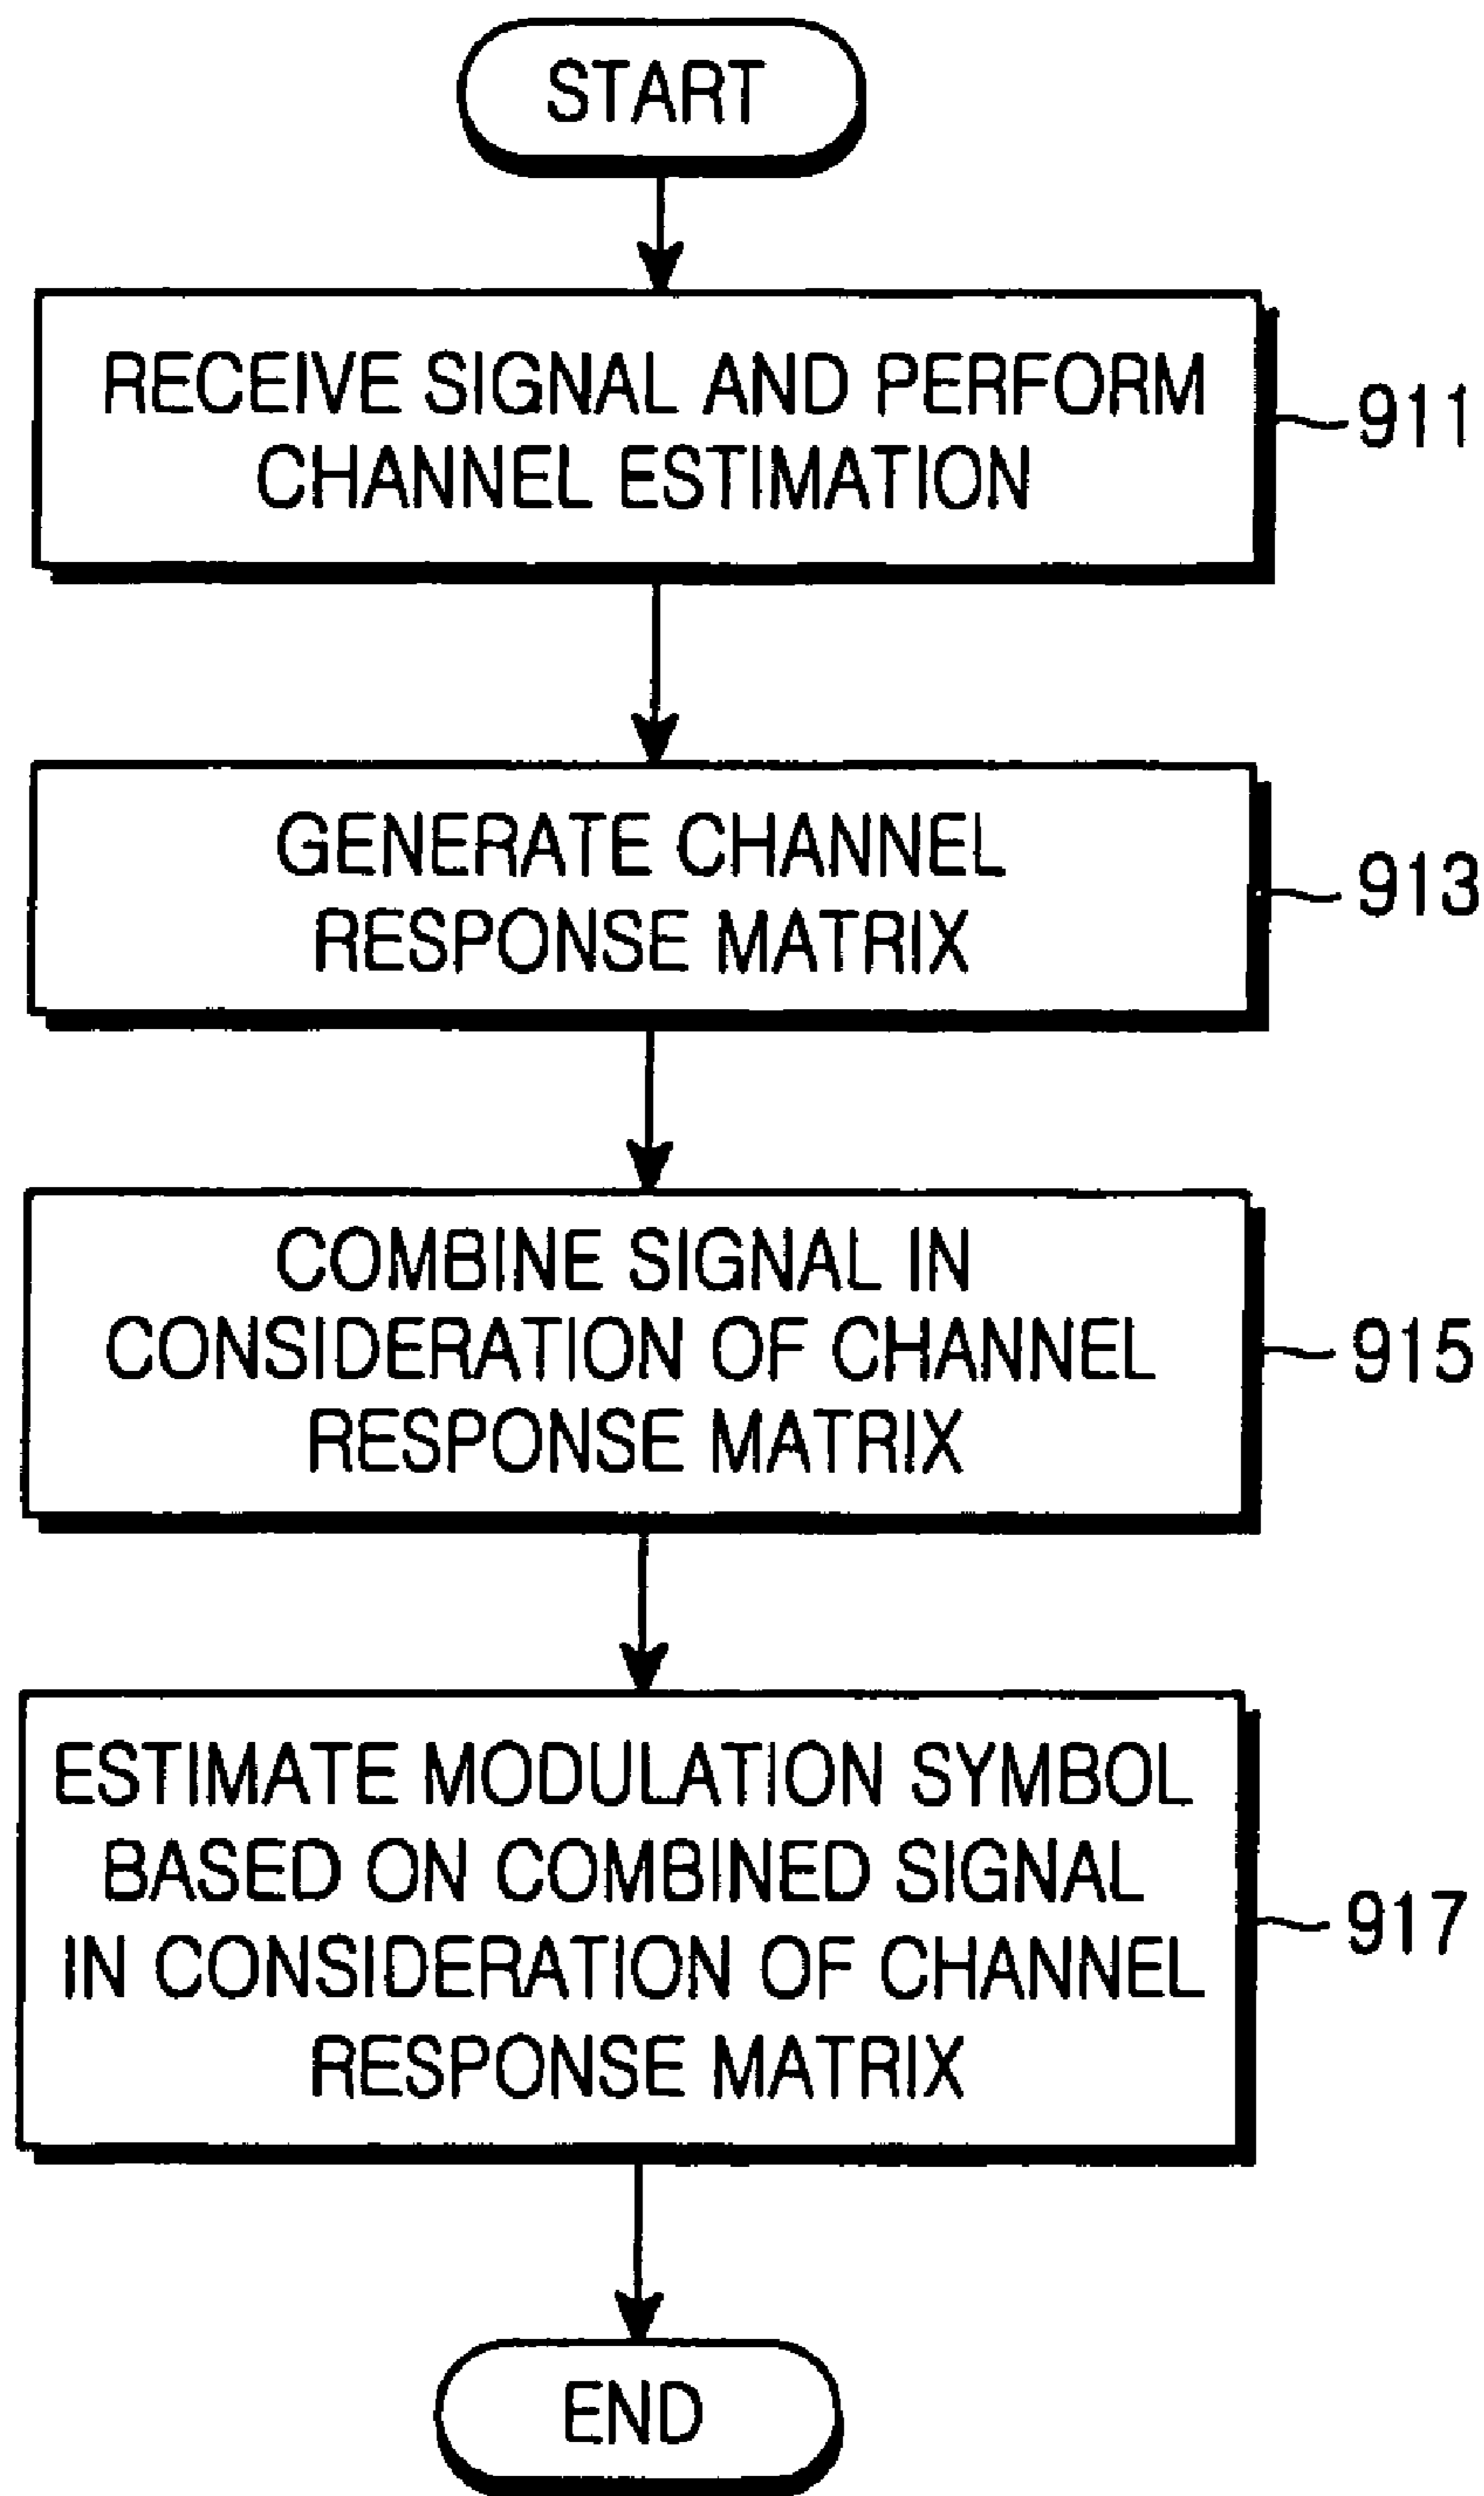 START
RECEIVE SIGNAL AND PERFORM
CHANNEL ESTIMATION
911
GENERATE CHANNEL
RESPONSE MATRIX
913
COMBINE SIGNAL IN
CONSIDERATION OF CHANNEL
RESPONSE MATRIX
915
ESTIMATE MODULATION SYMBOL
BASED ON COMBINED SIGNAL
IN CONSIDERATION OF CHANNEL
RESPONSE MATRIX
917
END